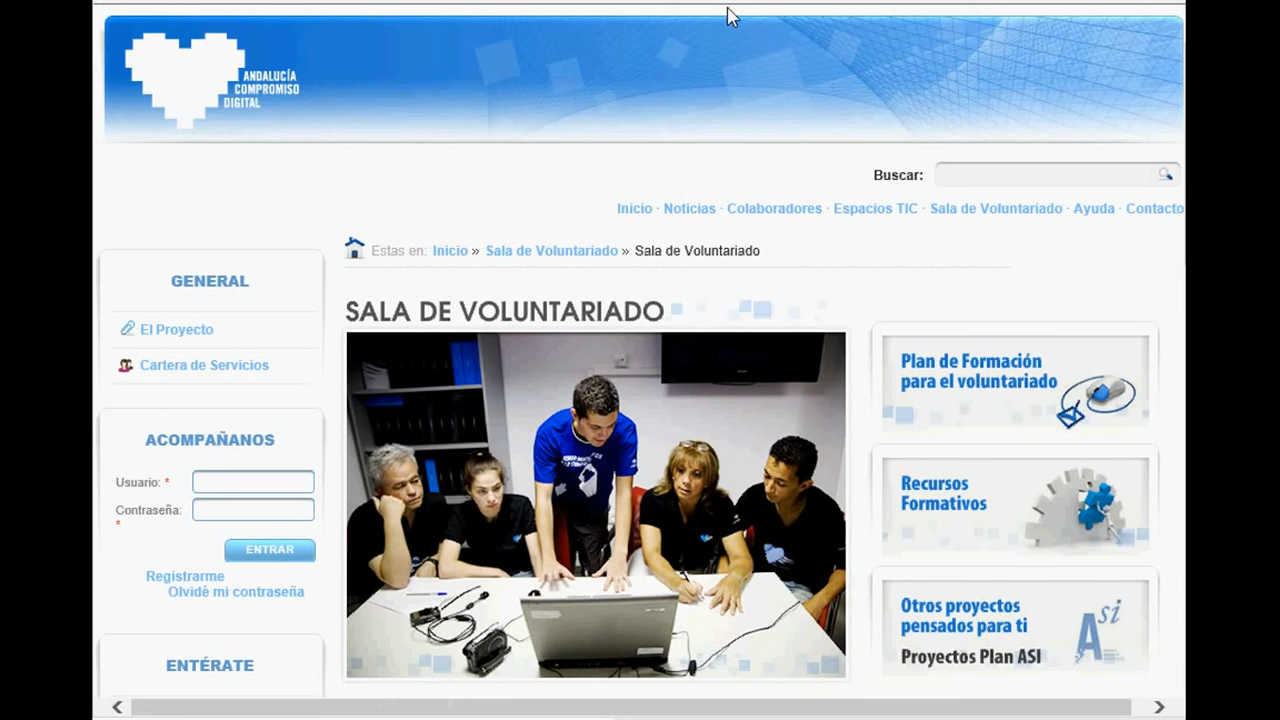 ANDALUCÍA
COMPROMISO
DIGITAL
Buscar:
Inicio · Noticias · Colaboradores · Espacios TIC · Sala de Voluntariado · Ayuda · Contacto
Estas en: Inicio » Sala de Voluntariado » Sala de Voluntariado
GENERAL
El Proyecto
Cartera de Servicios
ACOMPAÑANOS
Usuario: *
Contraseña:
*
ENTRAR
Registrarme
Olvidé mi contraseña
ENTÉRATE
SALA DE VOLUNTARIADO
Plan de Formación
para el voluntariado
Recursos
Formativos
Otros proyectos
pensados para ti
Proyectos Plan ASI
Asi